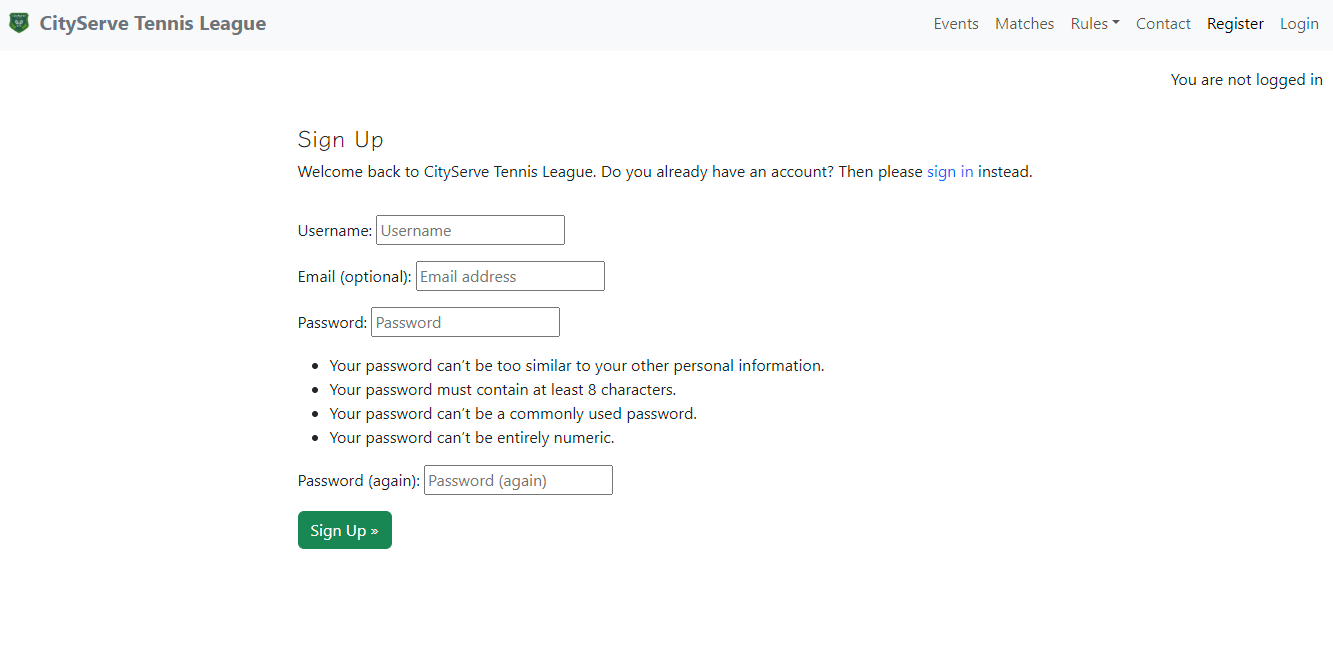 CityServe Tennis League
Events Matches Rules Contact Register Login
You are not logged in
Sign Up
Welcome back to CityServe Tennis League. Do you already have an account? Then please sign in instead.
Username: Username
Email (optional): Email address
Password: Password
• Your password can't be too similar to your other personal information.
• Your password must contain at least 8 characters.
• Your password can't be a commonly used password.
• Your password can't be entirely numeric.
Password (again): Password (again)
Sign Up »